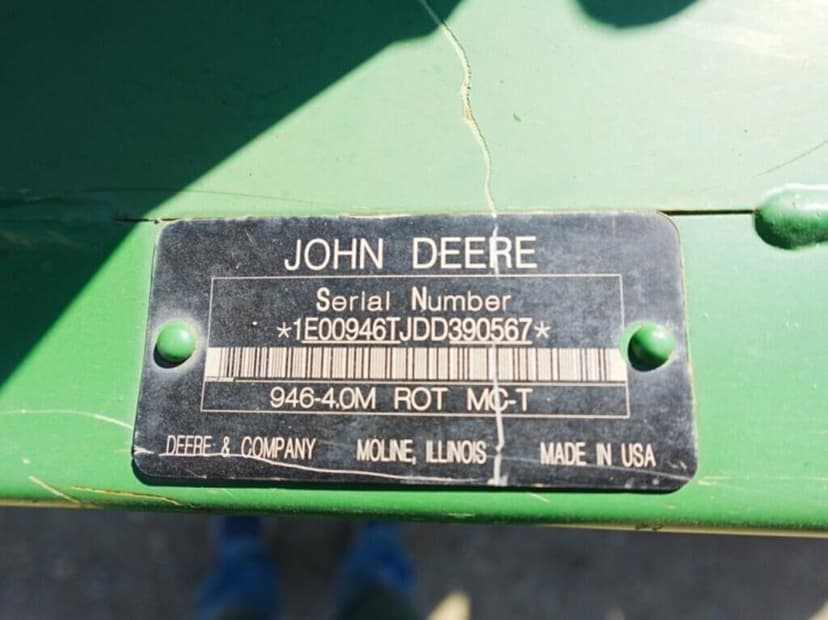 JOHN DEERE
Serial Number
*1E00946TJDD390567*
946-4.0M ROT MC-T
DEERE & COMPANY MOLINE, ILLINOIS MADE IN USA